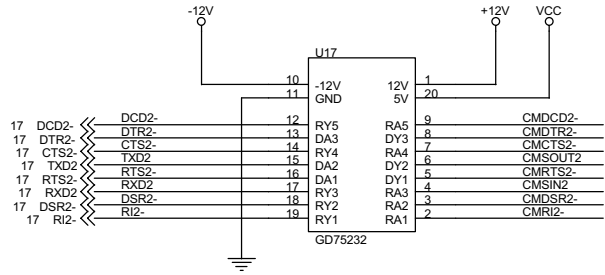 -12V +12V VCC
U17
10 -12V 12V 1
11 GND 5V 20
17 DCD2- DCD2- 12 RY5 RA5 9 CMDCD2-
17 DTR2- DTR2- 13 DA3 DY3 8 CMDTR2-
17 CTS2- CTS2- 14 RY4 RA4 7 CMCTS2-
17 TXD2 TXD2 15 DA2 DY2 6 CMSOUT2
17 RTS2- RTS2- 16 DA1 DY1 5 CMRTS2-
17 RXD2 RXD2 17 RY3 RA3 4 CMSIN2
17 DSR2- DSR2- 18 RY2 RA2 3 CMDSR2-
17 RI2- RI2- 19 RY1 RA1 2 CMRI2-
GD75232